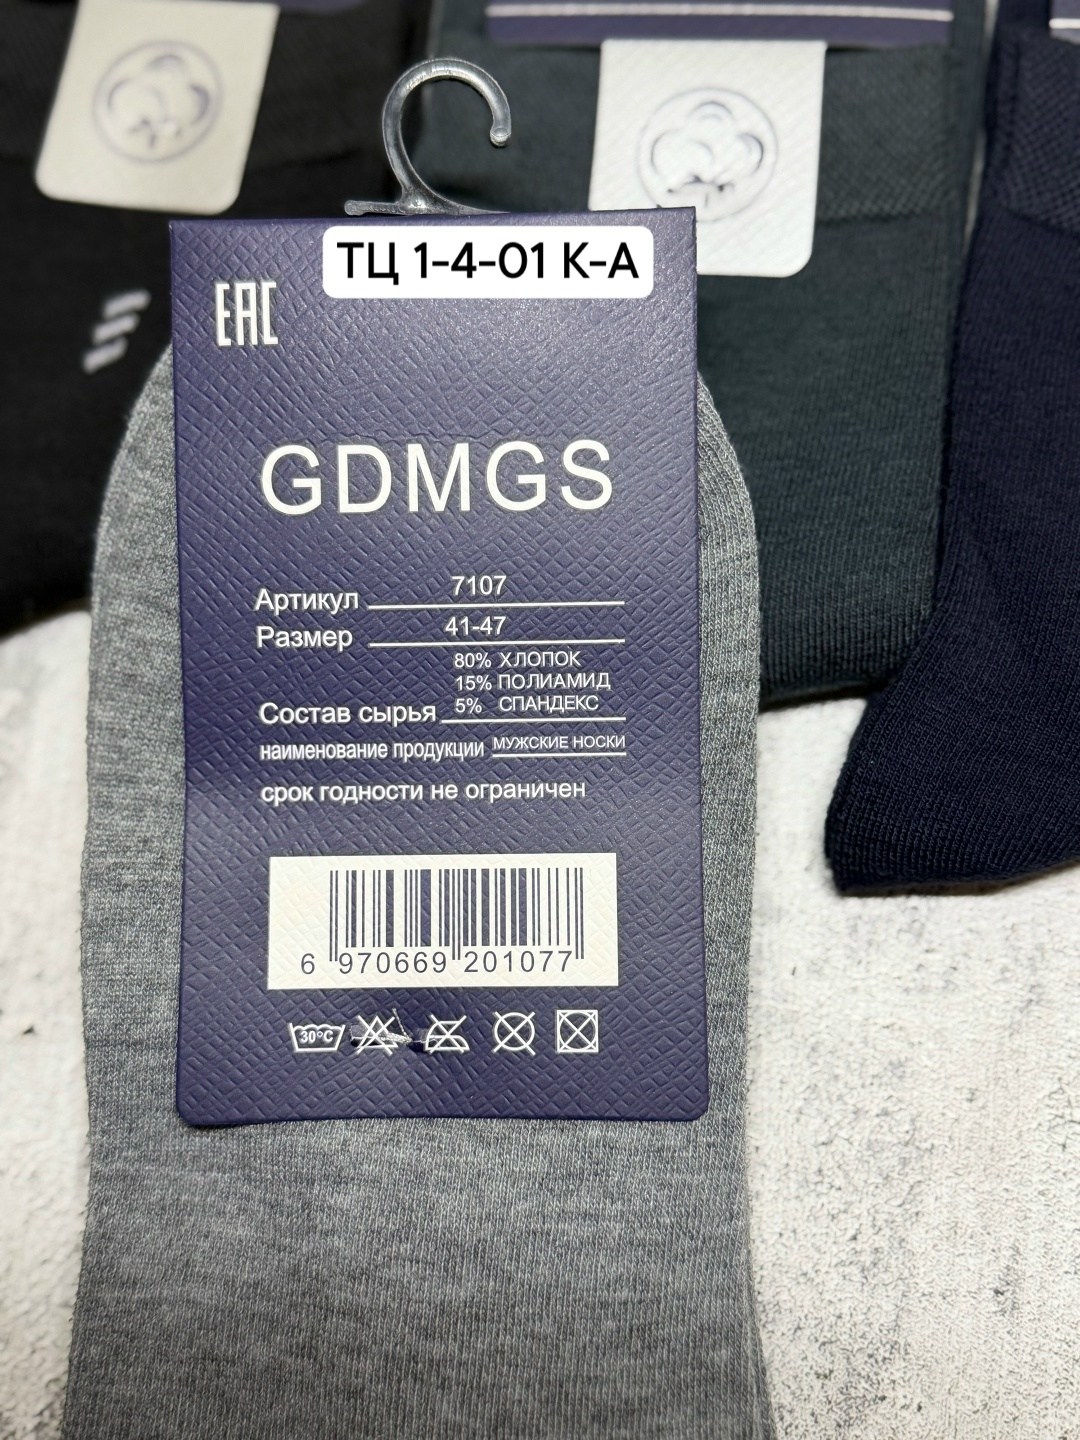 ТЦ 1-4-01 К-А
EAC
GDMGS
Артикул 7107
Размер 41-47
80% ХЛОПОК
15% ПОЛИАМИД
Состав сырья 5% СПАНДЕКС
наименование продукции МУЖСКИЕ НОСКИ
срок годности не ограничен
6 970669 201077
30°C